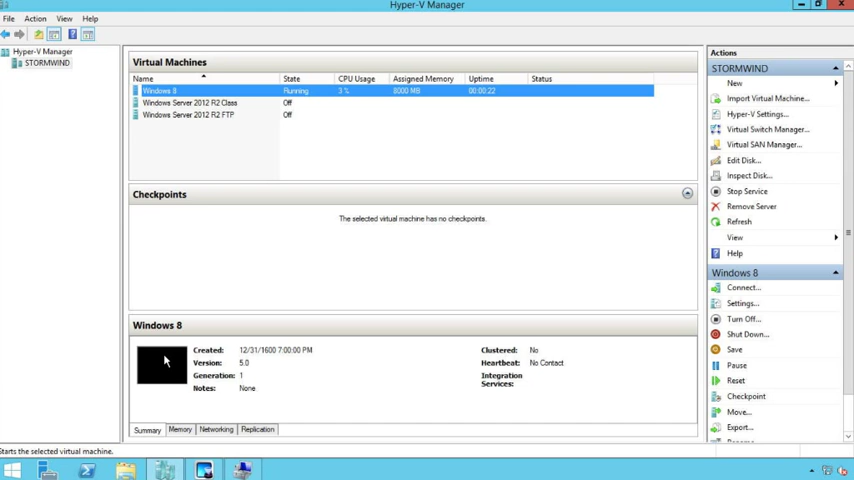 Hyper-V Manager
File Action View Help
Hyper-V Manager
STORMWIND
Virtual Machines
Name State CPU Usage Assigned Memory Uptime Status
Windows 8 Running 3 % 8000 MB 00:00:22
Windows Server 2012 R2 Class Off
Windows Server 2012 R2 FTP Off
Checkpoints
The selected virtual machine has no checkpoints.
Windows 8
Created: 12/31/1600 7:00:00 PM Clustered: No
Version: 5.0 Heartbeat: No Contact
Generation: 1 Integration Services:
Notes: None
Summary Memory Networking Replication
Actions
STORMWIND
New
Import Virtual Machine...
Hyper-V Settings...
Virtual Switch Manager...
Virtual SAN Manager...
Edit Disk...
Inspect Disk...
Stop Service
Remove Server
Refresh
View
Help
Windows 8
Connect...
Settings...
Turn Off...
Shut Down...
Save
Pause
Reset
Checkpoint
Move...
Export...
Starts the selected virtual machine.